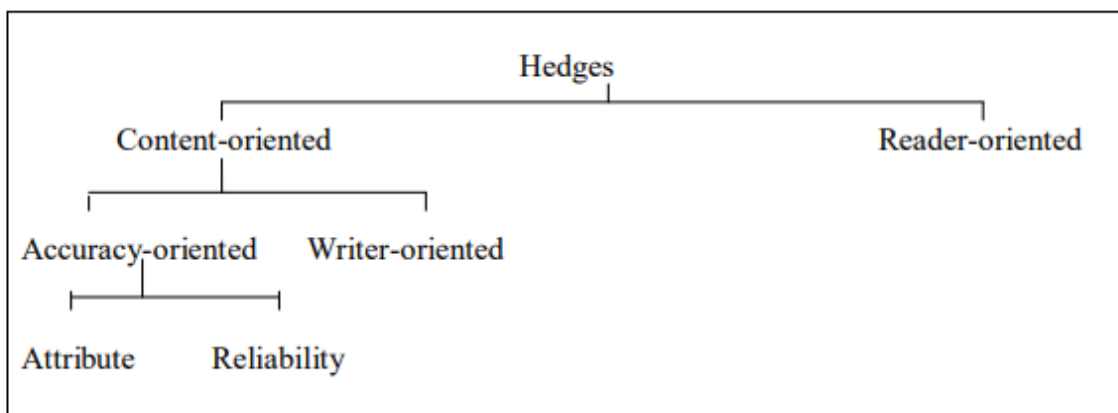 Hedges
Content-oriented Reader-oriented
Accuracy-oriented Writer-oriented
Attribute Reliability